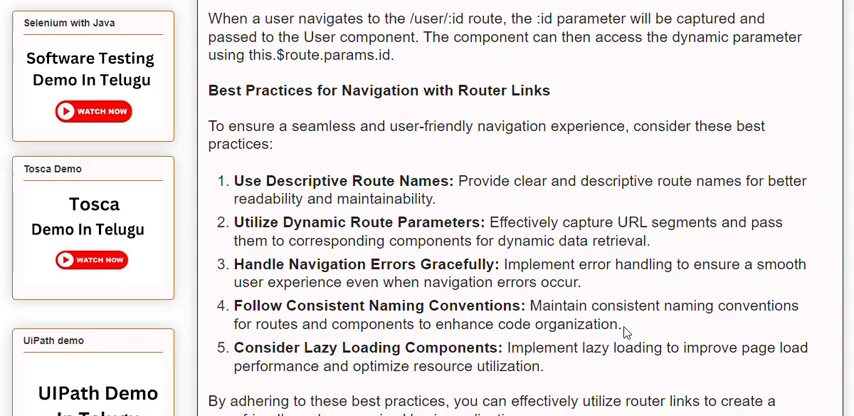 Selenium with Java
Software Testing
Demo In Telugu
WATCH NOW
Tosca Demo
Tosca
Demo In Telugu
WATCH NOW
UiPath demo
UIPath Demo
When a user navigates to the /user/:id route, the :id parameter will be captured and
passed to the User component. The component can then access the dynamic parameter
using this.$route.params.id.
Best Practices for Navigation with Router Links
To ensure a seamless and user-friendly navigation experience, consider these best
practices:
1. Use Descriptive Route Names: Provide clear and descriptive route names for better
readability and maintainability.
2. Utilize Dynamic Route Parameters: Effectively capture URL segments and pass
them to corresponding components for dynamic data retrieval.
3. Handle Navigation Errors Gracefully: Implement error handling to ensure a smooth
user experience even when navigation errors occur.
4. Follow Consistent Naming Conventions: Maintain consistent naming conventions
for routes and components to enhance code organization.
5. Consider Lazy Loading Components: Implement lazy loading to improve page load
performance and optimize resource utilization.
By adhering to these best practices, you can effectively utilize router links to create a